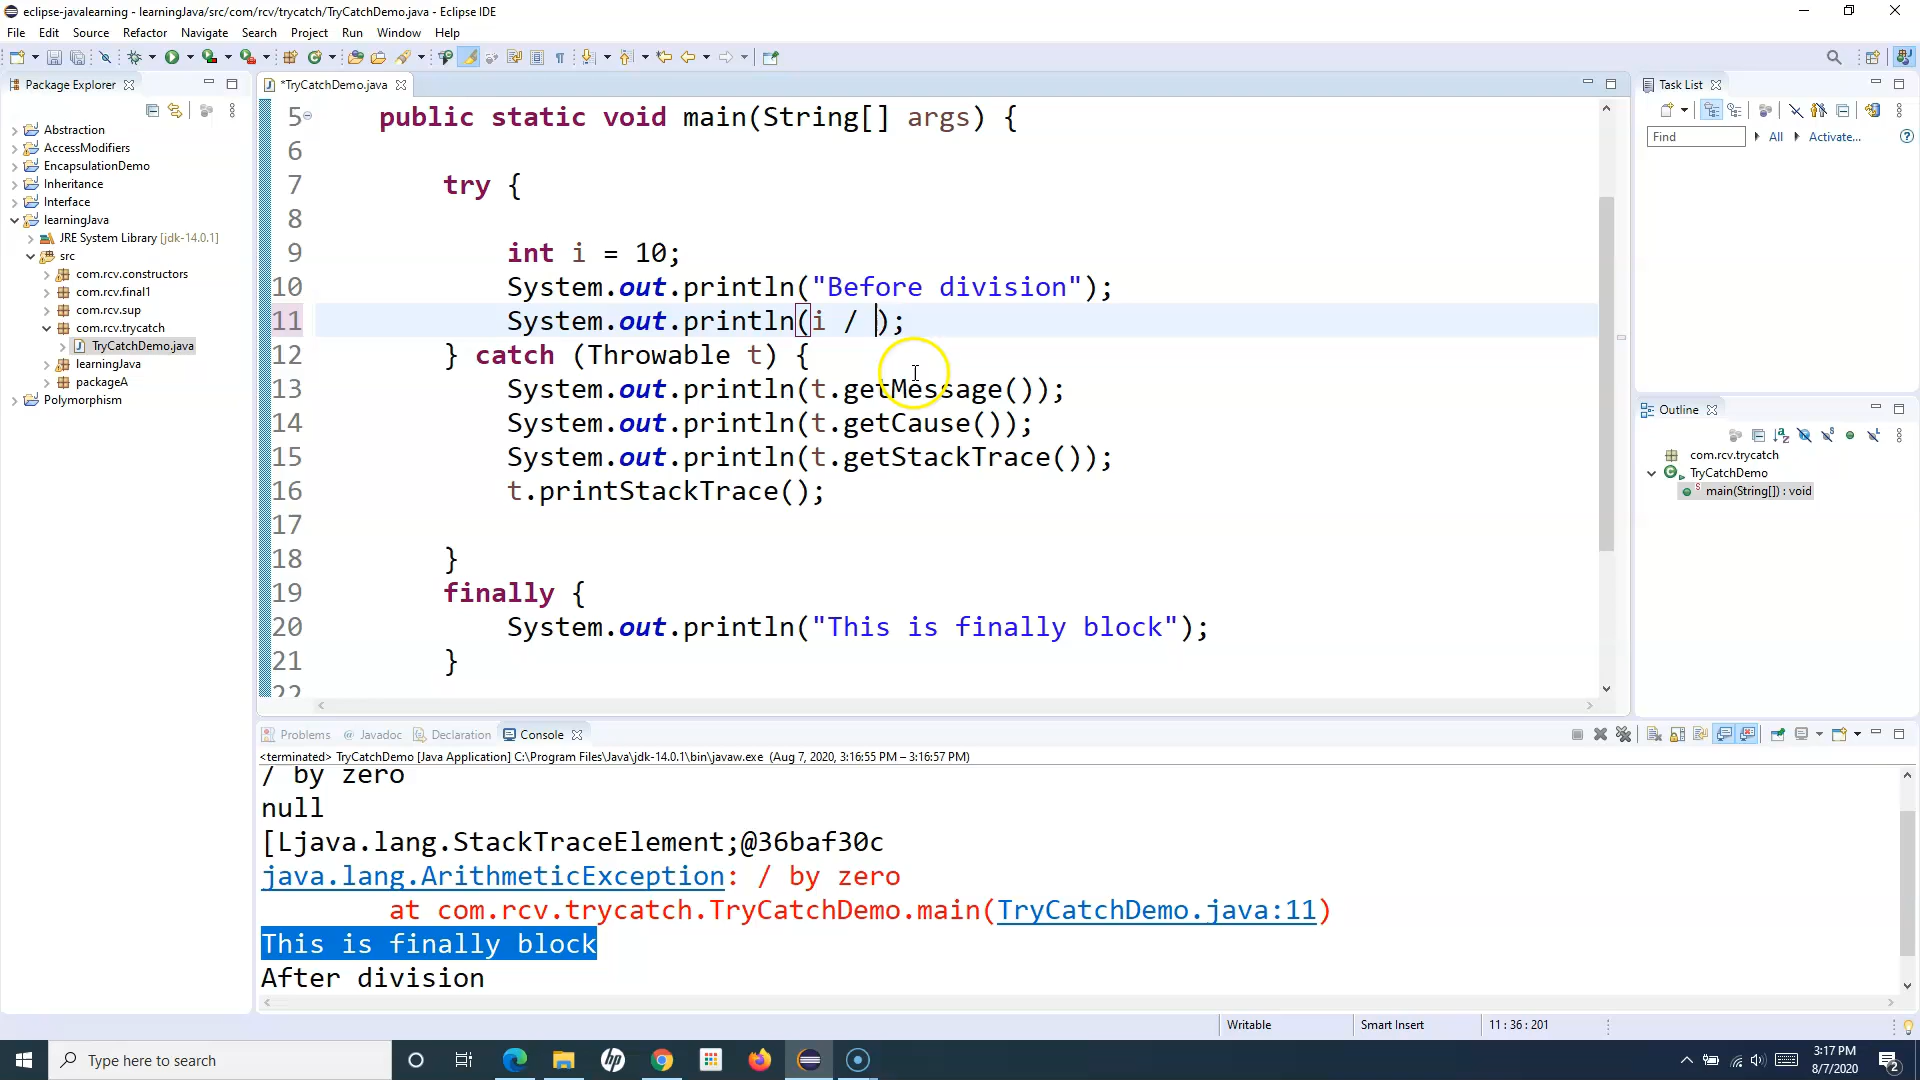 eclipse-javalearning - learningJava/src/com/rcv/trycatch/TryCatchDemo.java - Eclipse IDE
File Edit Source Refactor Navigate Search Project Run Window Help
Package Explorer
Abstraction
AccessModifiers
EncapsulationDemo
Inheritance
Interface
learningJava
JRE System Library [jdk-14.0.1]
src
com.rcv.constructors
com.rcv.final1
com.rcv.sup
com.rcv.trycatch
TryCatchDemo.java
learningJava
packageA
Polymorphism
*TryCatchDemo.java
5 public static void main(String[] args) {
6
7 try {
8
9 int i = 10;
10 System.out.println("Before division");
11 System.out.println(i / );
12 } catch (Throwable t) {
13 System.out.println(t.getMessage());
14 System.out.println(t.getCause());
15 System.out.println(t.getStackTrace());
16 t.printStackTrace();
17
18 }
19 finally {
20 System.out.println("This is finally block");
21 }
22
Task List
Find All Activate...
Outline
com.rcv.trycatch
TryCatchDemo
main(String[]) : void
Problems Javadoc Declaration Console
<terminated> TryCatchDemo [Java Application] C:\Program Files\Java\jdk-14.0.1\bin\javaw.exe (Aug 7, 2020, 3:16:55 PM – 3:16:57 PM)
/ by zero
null
[Ljava.lang.StackTraceElement;@36baf30c
java.lang.ArithmeticException: / by zero
at com.rcv.trycatch.TryCatchDemo.main(TryCatchDemo.java:11)
This is finally block
After division
Writable Smart Insert 11 : 36 : 201
Type here to search
3:17 PM
8/7/2020
2